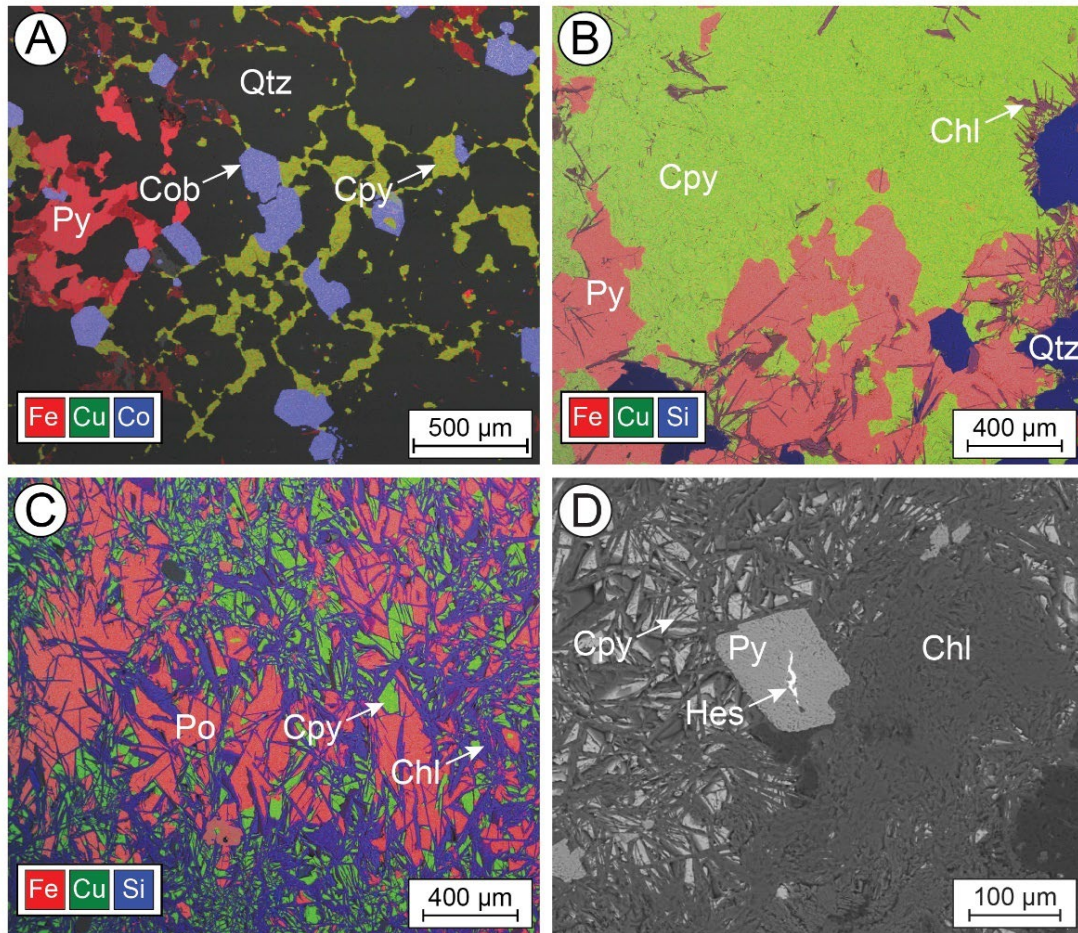 A
Qtz
Cob
Cpy
Py
Fe Cu Co
500 µm
B
Chl
Cpy
Py
Qtz
Fe Cu Si
400 µm
C
Po
Cpy
Chl
Fe Cu Si
400 µm
D
Cpy
Py
Chl
Hes
100 µm